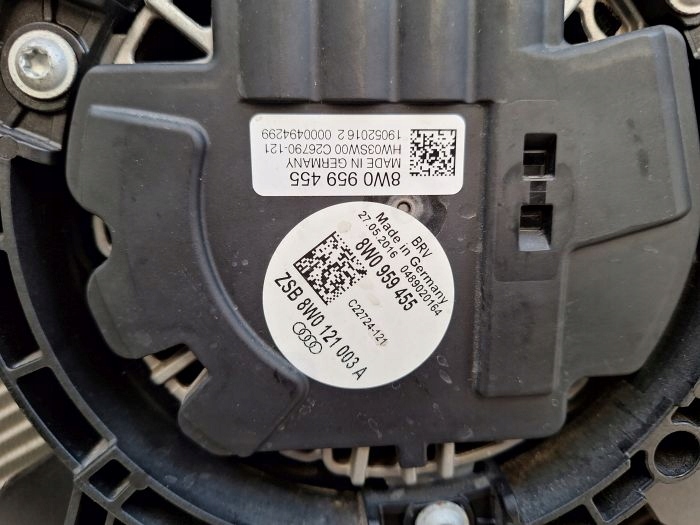 8W0 959 455
MADE IN GERMANY
HW03SW00 C26790-121
19052016 2 0000494299
BRV
Made in Germany
27.05.2016 0489020164
8W0 959 455
C22724-121
ZSB 8W0 121 003 A